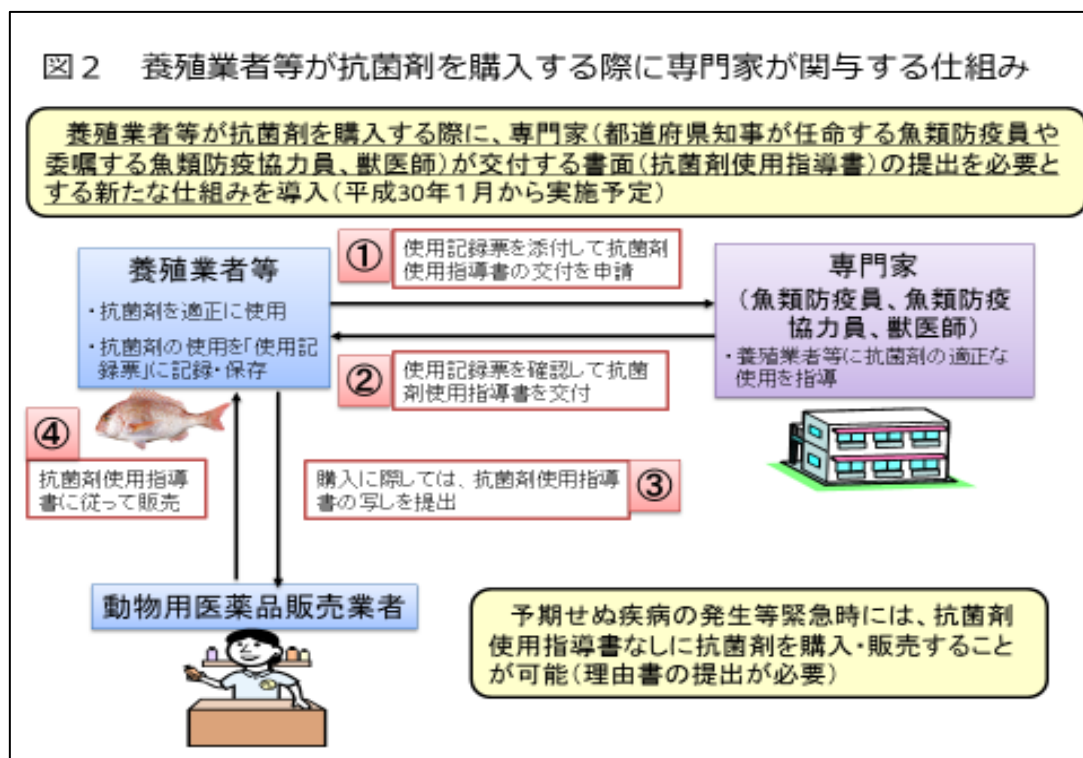 図２　養殖業者等が抗菌剤を購入する際に専門家が関与する仕組み
養殖業者等が抗菌剤を購入する際に、専門家（都道府県知事が任命する魚類防疫員や
委嘱する魚類防疫協力員、獣医師）が交付する書面（抗菌剤使用指導書）の提出を必要と
する新たな仕組みを導入（平成30年１月から実施予定）
①
使用記録票を添付して抗菌剤
使用指導書の交付を申請
養殖業者等
・抗菌剤を適正に使用
・抗菌剤の使用を「使用記
録票」に記録・保存
専門家
（魚類防疫員、魚類防疫
協力員、獣医師）
・養殖業者等に抗菌剤の適正な
使用を指導
②
使用記録票を確認して抗菌
剤使用指導書を交付
④
抗菌剤使用指導
書に従って販売
購入に際しては、抗菌剤使用指導
書の写しを提出
③
動物用医薬品販売業者
予期せぬ疾病の発生等緊急時には、抗菌剤
使用指導書なしに抗菌剤を購入・販売すること
が可能（理由書の提出が必要）